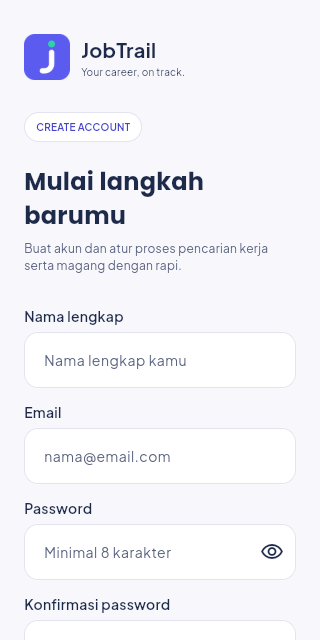 JobTrail
Your career, on track.
CREATE ACCOUNT
Mulai langkah
barumu
Buat akun dan atur proses pencarian kerja
serta magang dengan rapi.
Nama lengkap
Nama lengkap kamu
Email
nama@email.com
Password
Minimal 8 karakter
Konfirmasi password